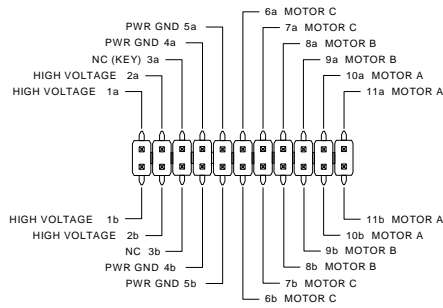 6a MOTOR C
PWR GND 5a
7a MOTOR C
PWR GND 4a
8a MOTOR B
NC (KEY) 3a
9a MOTOR B
HIGH VOLTAGE 2a
10a MOTOR A
HIGH VOLTAGE 1a
11a MOTOR A
HIGH VOLTAGE 1b
11b MOTOR A
HIGH VOLTAGE 2b
10b MOTOR A
NC 3b
9b MOTOR B
PWR GND 4b
8b MOTOR B
PWR GND 5b
7b MOTOR C
6b MOTOR C